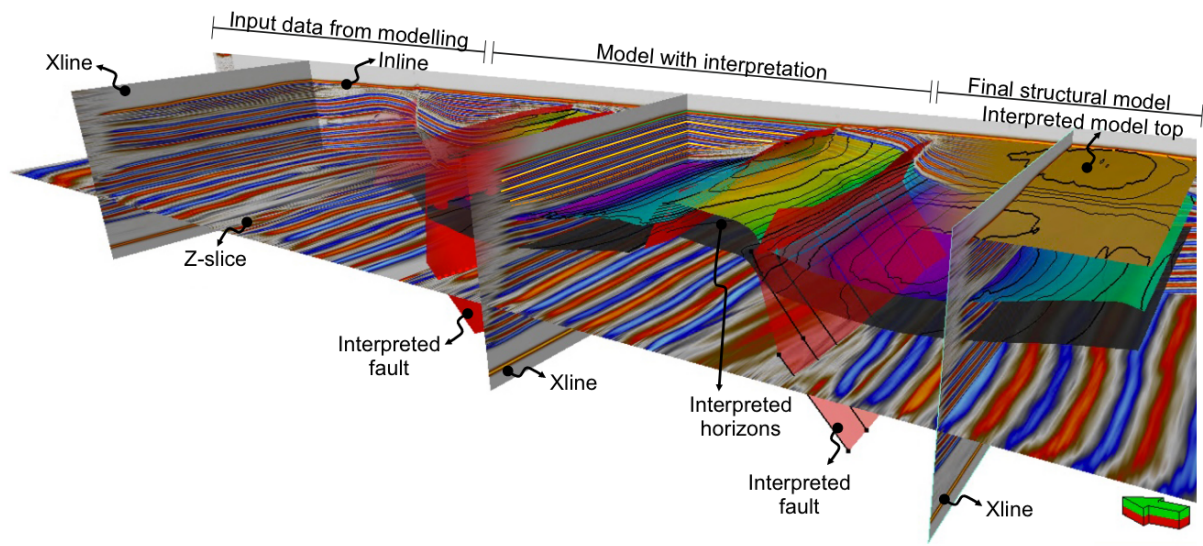 Input data from modelling
Model with interpretation
Final structural model
Xline
Inline
Interpreted model top
Z-slice
Interpreted
fault
Xline
Interpreted
horizons
Interpreted
fault
Xline